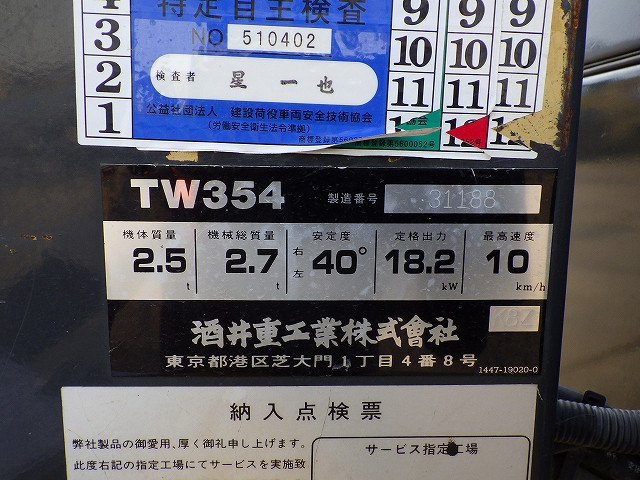 特定自主検査
NO 510402
検査者 星 一也
公益社団法人 建設荷役車両安全技術協会
(労働安全衛生法令準拠)
3
2
1
9 9 9
10 10 10
11 11 11
TW354 製造番号 31188
機体質量 機械総質量 安定度 定格出力 最高速度
2.5 2.7 右左 40° 18.2 10
t t kW km/h
酒井重工業株式會社
東京都港区芝大門1丁目4番8号
1447-19020-0
納入点検票
弊社製品の御愛用、厚く御礼申し上げます。
サービス指定工場
此度右記の指定工場にてサービを実施致